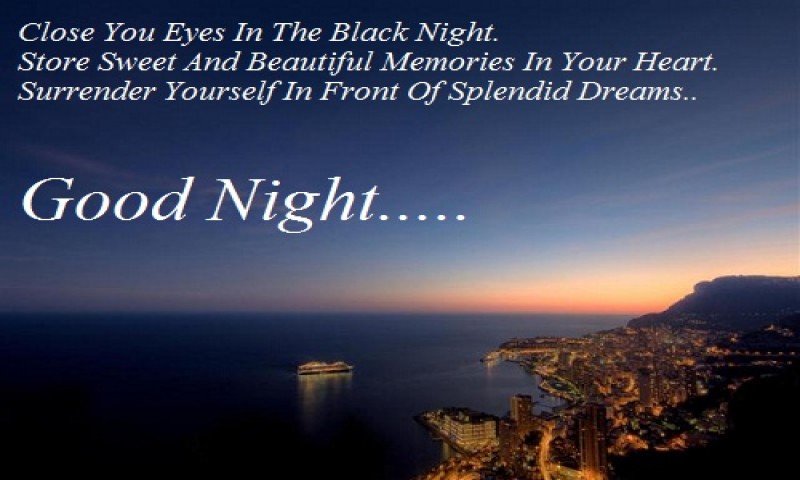 Close You Eyes In The Black Night.
Store Sweet And Beautiful Memories In Your Heart.
Surrender Yourself In Front Of Splendid Dreams..
Good Night.....